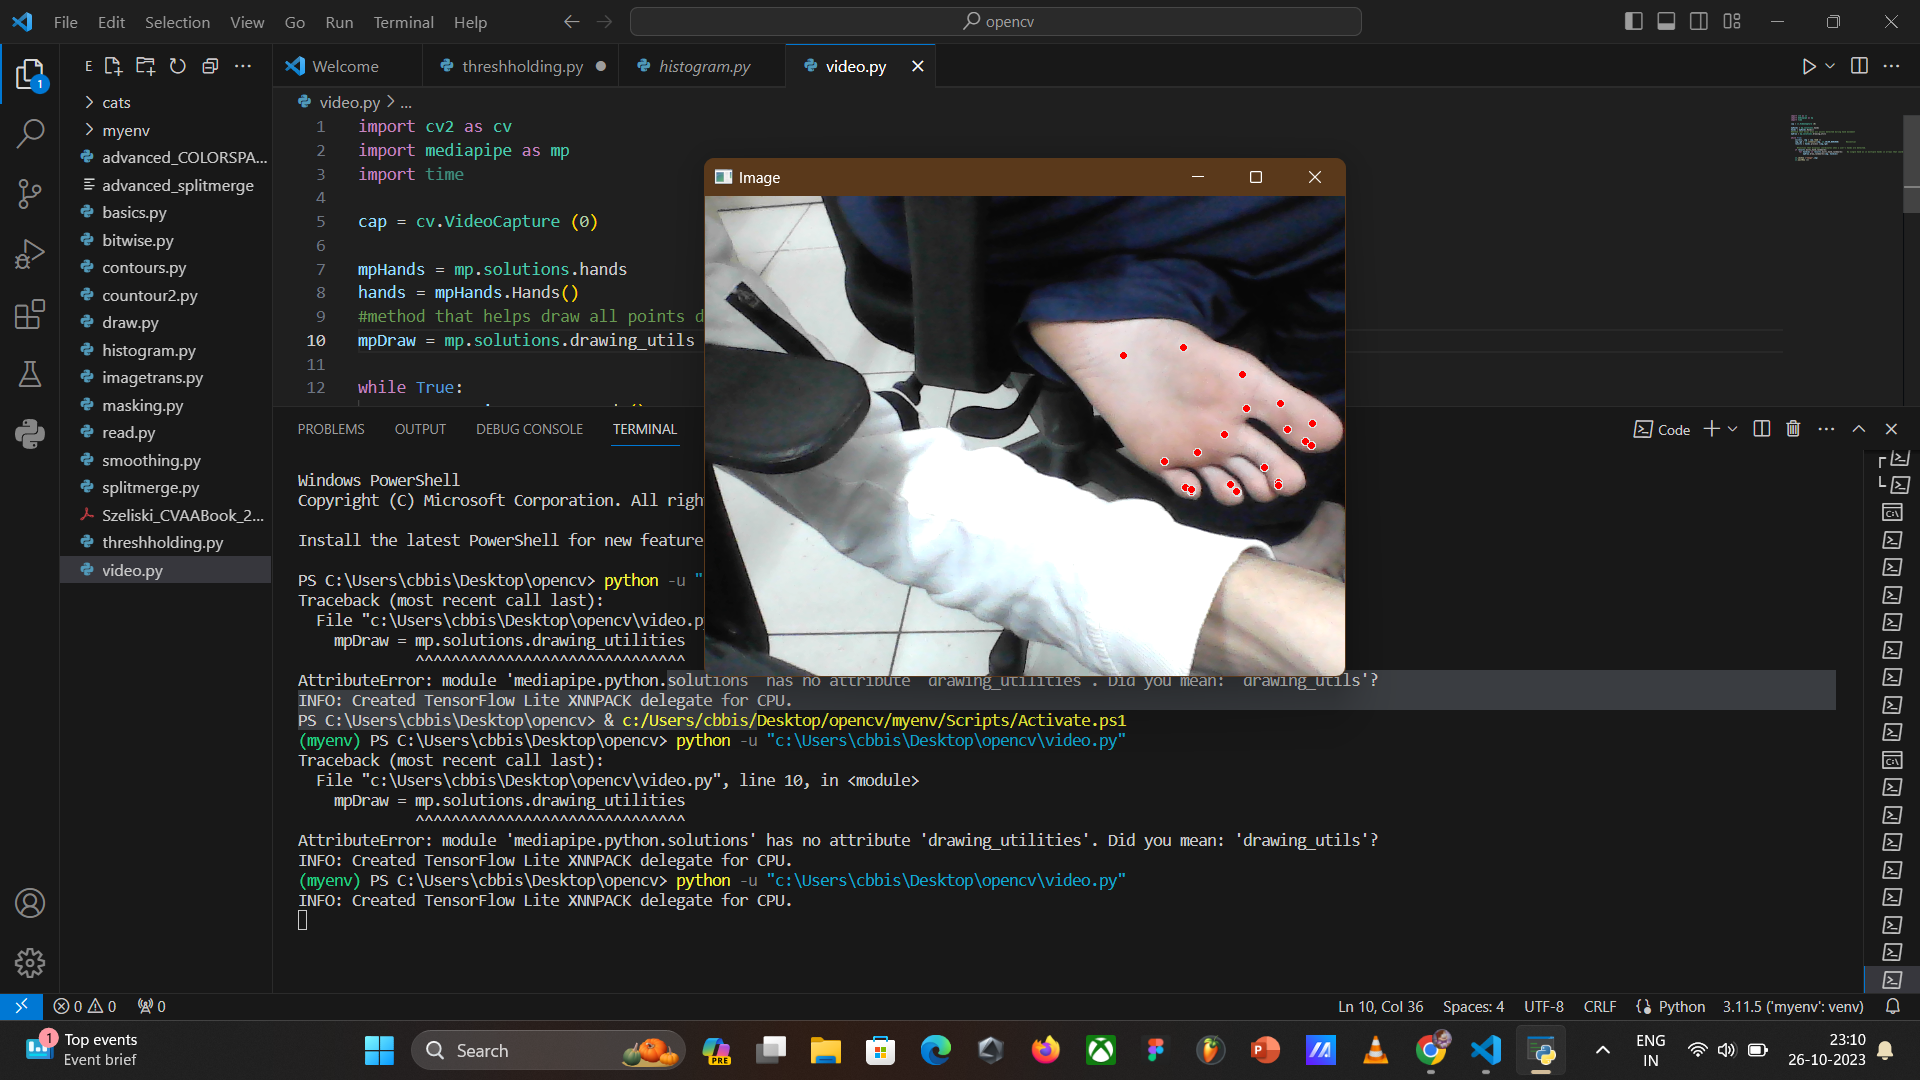 File Edit Selection View Go Run Terminal Help
opencv
1
E
Welcome
threshholding.py
histogram.py
video.py
cats
myenv
advanced_COLORSPA...
advanced_splitmerge
basics.py
bitwise.py
contours.py
countour2.py
draw.py
histogram.py
imagetrans.py
masking.py
read.py
smoothing.py
splitmerge.py
Szeliski_CVAABook_2...
threshholding.py
video.py
video.py > ...
1 import cv2 as cv
2 import mediapipe as mp
3 import time
4
5 cap = cv.VideoCapture (0)
6
7 mpHands = mp.solutions.hands
8 hands = mpHands.Hands()
9 #method that helps draw all points d
10 mpDraw = mp.solutions.drawing_utils
11
12 while True:
Image
PROBLEMS OUTPUT DEBUG CONSOLE TERMINAL
Code
Windows PowerShell
Copyright (C) Microsoft Corporation. All righ
Install the latest PowerShell for new feature
PS C:\Users\cbbis\Desktop\opencv> python -u "
Traceback (most recent call last):
File "c:\Users\cbbis\Desktop\opencv\video.p
mpDraw = mp.solutions.drawing_utilities
^^^^^^^^^^^^^^^^^^^^^^^^^^^^^^
AttributeError: module 'mediapipe.python.solutions' has no attribute 'drawing_utilities'. Did you mean: 'drawing_utils'?
INFO: Created TensorFlow Lite XNNPACK delegate for CPU.
PS C:\Users\cbbis\Desktop\opencv> & c:/Users/cbbis/Desktop/opencv/myenv/Scripts/Activate.ps1
(myenv) PS C:\Users\cbbis\Desktop\opencv> python -u "c:\Users\cbbis\Desktop\opencv\video.py"
Traceback (most recent call last):
File "c:\Users\cbbis\Desktop\opencv\video.py", line 10, in <module>
mpDraw = mp.solutions.drawing_utilities
^^^^^^^^^^^^^^^^^^^^^^^^^^^^^^
AttributeError: module 'mediapipe.python.solutions' has no attribute 'drawing_utilities'. Did you mean: 'drawing_utils'?
INFO: Created TensorFlow Lite XNNPACK delegate for CPU.
(myenv) PS C:\Users\cbbis\Desktop\opencv> python -u "c:\Users\cbbis\Desktop\opencv\video.py"
INFO: Created TensorFlow Lite XNNPACK delegate for CPU.
0 0 0
Ln 10, Col 36 Spaces: 4 UTF-8 CRLF Python 3.11.5 ('myenv': venv)
1
Top events
Event brief
Search
PRE
ENG
IN
23:10
26-10-2023